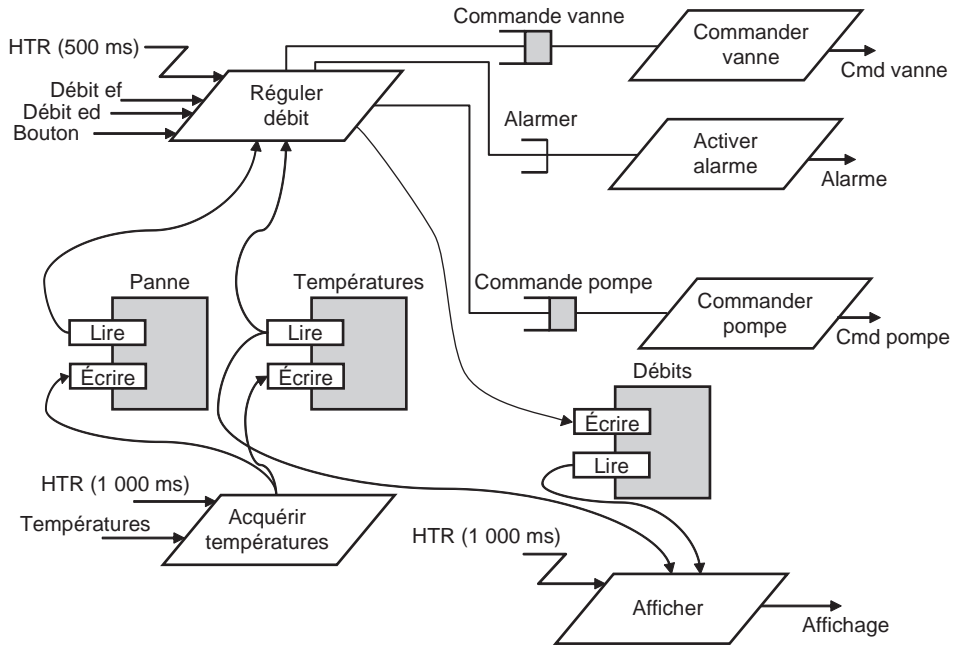 Commande vanne
Commander
vanne
Cmd vanne
HTR (500 ms)
Débit ef
Débit ed
Bouton
Réguler
débit
Alarmer
Activer
alarme
Alarme
Panne
Lire
Écrire
Températures
Lire
Écrire
Commande pompe
Commander
pompe
Cmd pompe
Débits
Écrire
Lire
HTR (1 000 ms)
Températures
Acquérir
températures
HTR (1 000 ms)
Afficher
Affichage